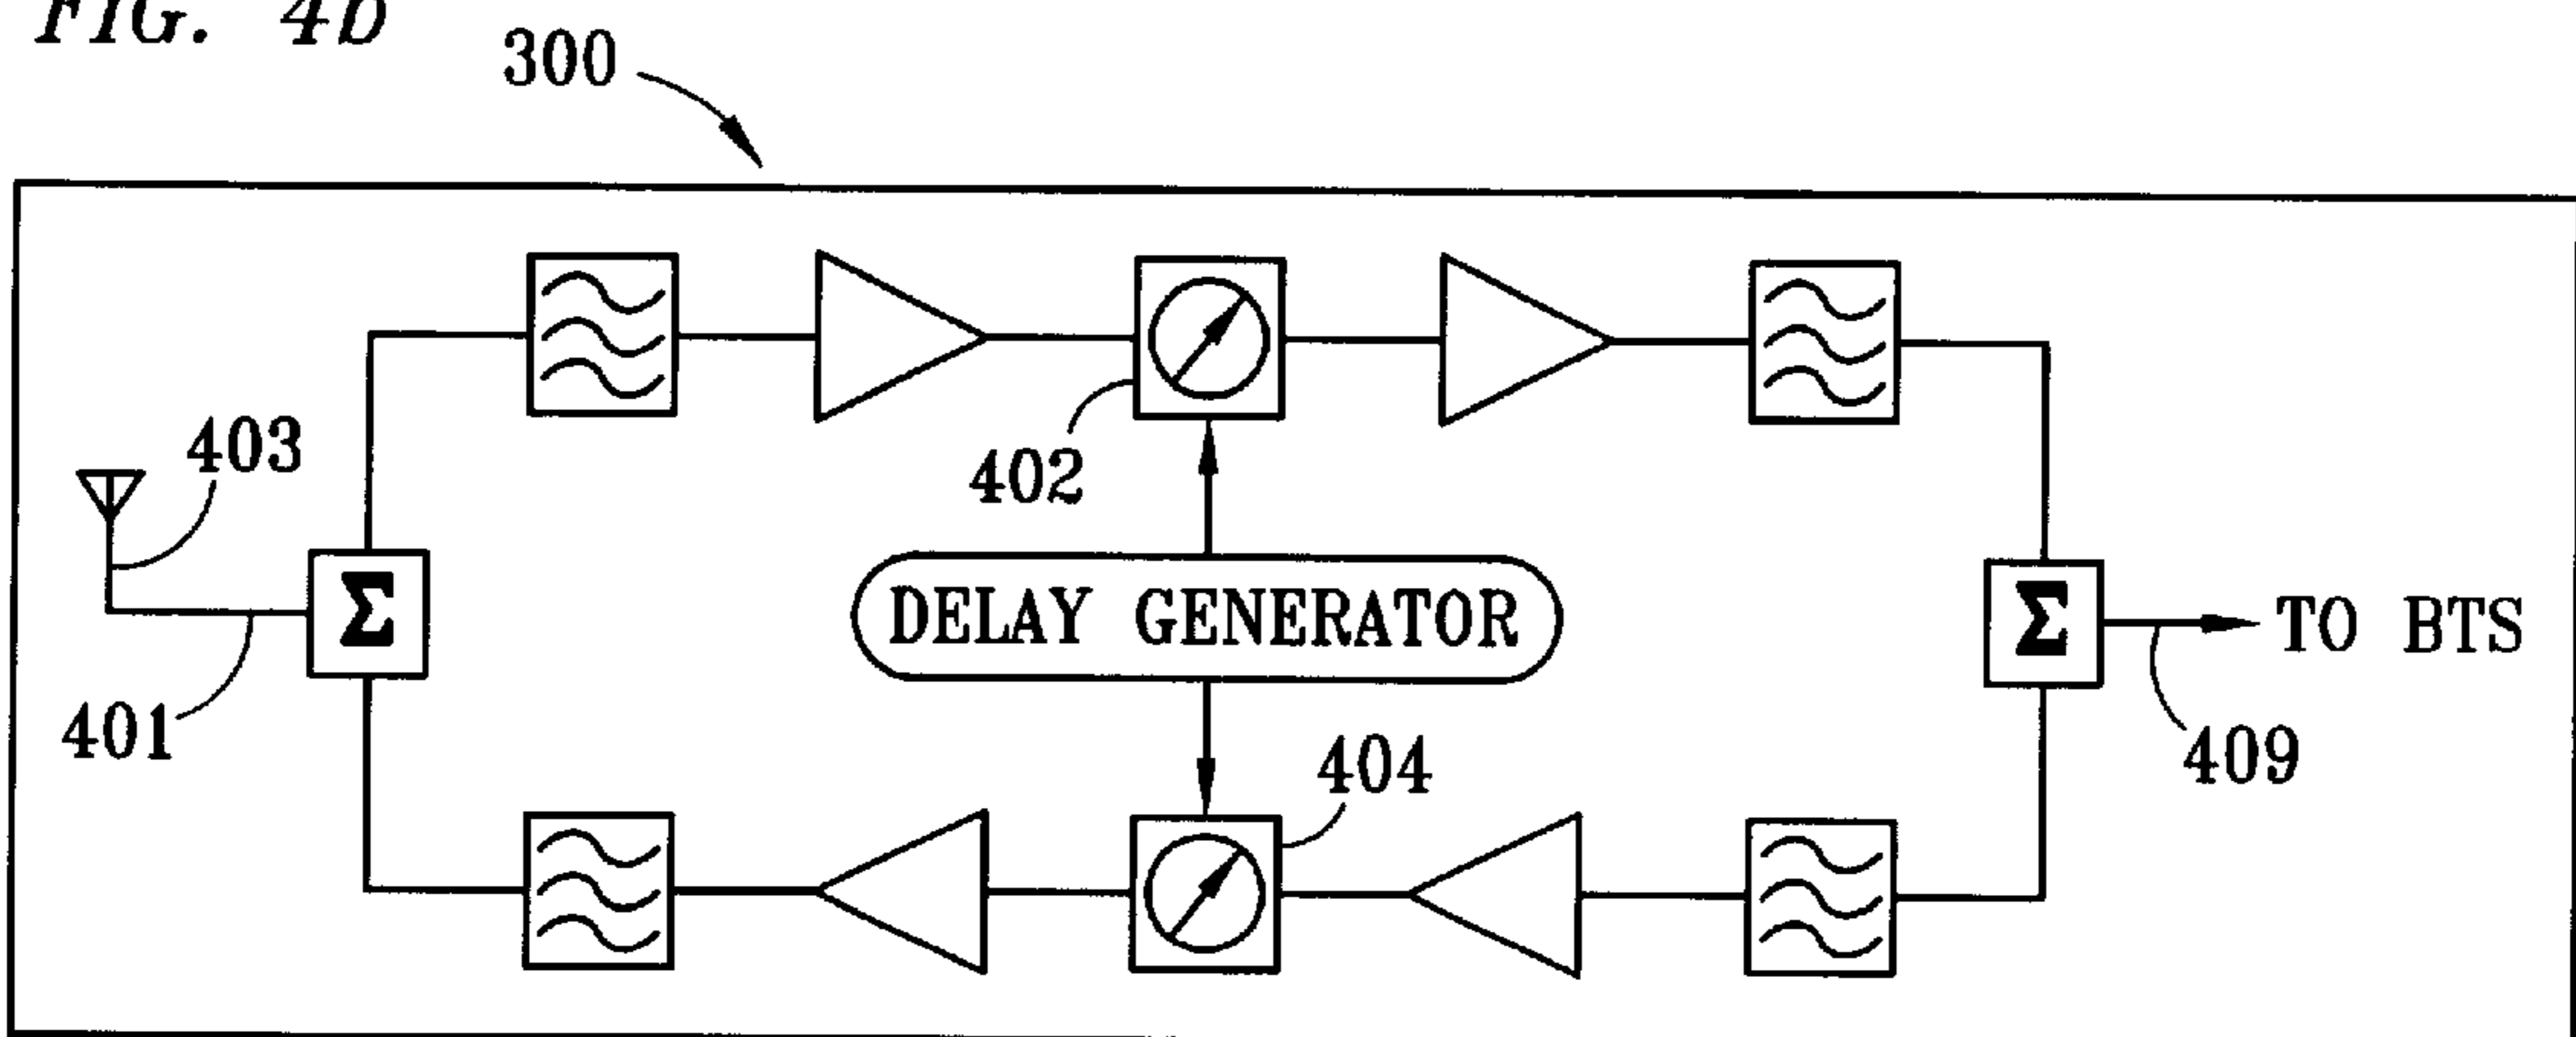 FIG. 4b
300
403
402
Σ
DELAY GENERATOR
Σ
TO BTS
401
404
409